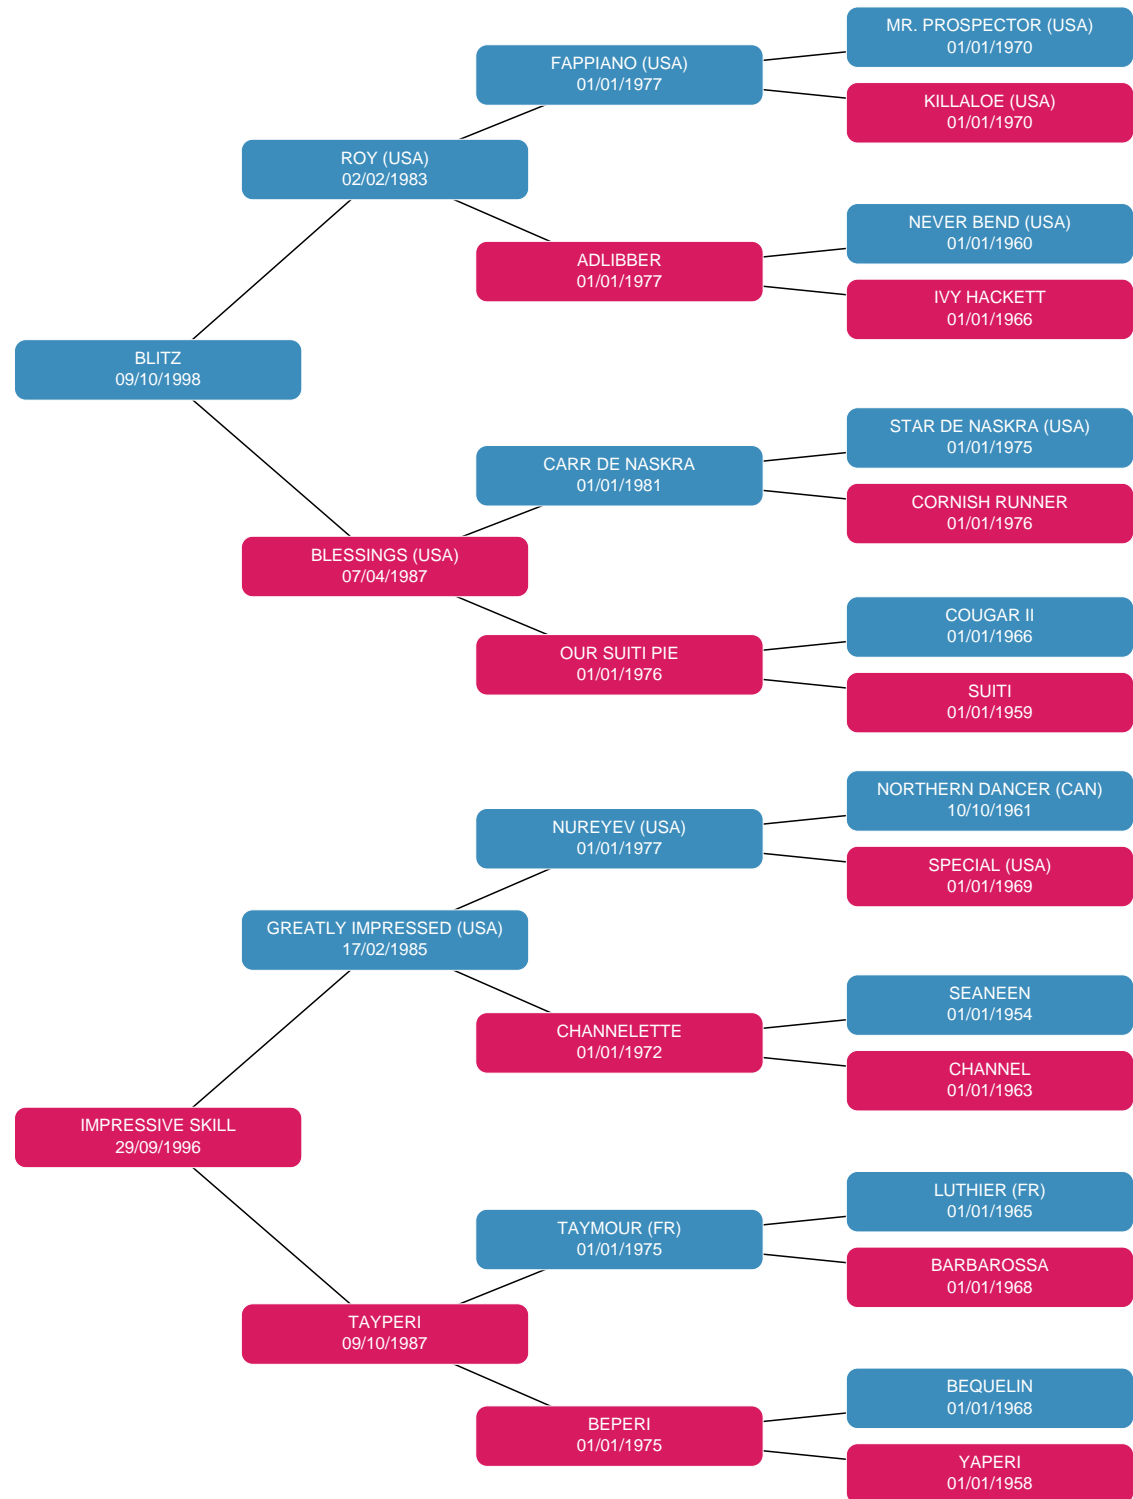 MR. PROSPECTOR (USA)
01/01/1970
FAPPIANO (USA)
01/01/1977
KILLALOE (USA)
01/01/1970
ROY (USA)
02/02/1983
NEVER BEND (USA)
01/01/1960
ADLIBBER
01/01/1977
IVY HACKETT
01/01/1966
BLITZ
09/10/1998
STAR DE NASKRA (USA)
01/01/1975
CARR DE NASKRA
01/01/1981
CORNISH RUNNER
01/01/1976
BLESSINGS (USA)
07/04/1987
COUGAR II
01/01/1966
OUR SUITI PIE
01/01/1976
SUITI
01/01/1959
NORTHERN DANCER (CAN)
10/10/1961
NUREYEV (USA)
01/01/1977
SPECIAL (USA)
01/01/1969
GREATLY IMPRESSED (USA)
17/02/1985
SEANEEN
01/01/1954
CHANNELETTE
01/01/1972
CHANNEL
01/01/1963
IMPRESSIVE SKILL
29/09/1996
LUTHIER (FR)
01/01/1965
TAYMOUR (FR)
01/01/1975
BARBAROSSA
01/01/1968
TAYPERI
09/10/1987
BEQUELIN
01/01/1968
BEPERI
01/01/1975
YAPERI
01/01/1958